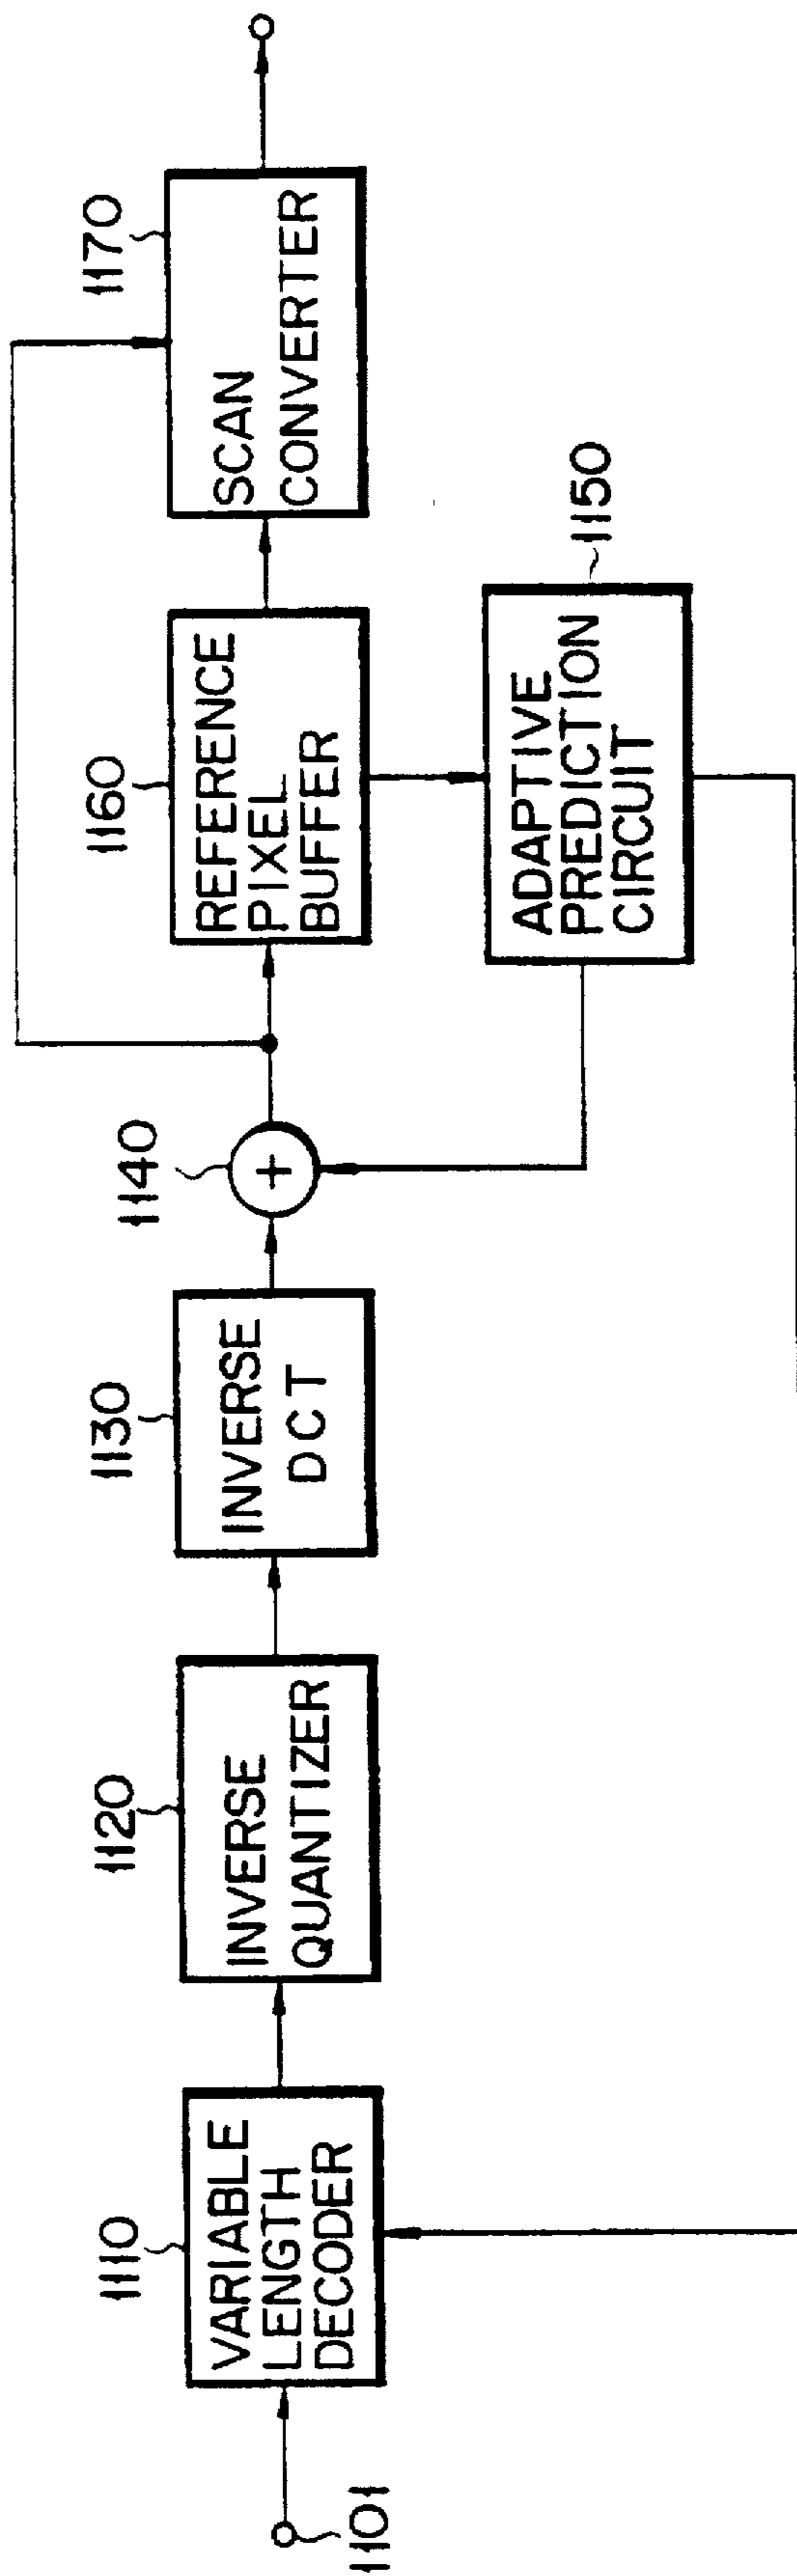 1101
1110
VARIABLE
LENGTH
DECODER
1120
INVERSE
QUANTIZER
1130
INVERSE
DCT
1140
+
1160
REFERENCE
PIXEL
BUFFER
1170
SCAN
CONVERTER
1150
ADAPTIVE
PREDICTION
CIRCUIT